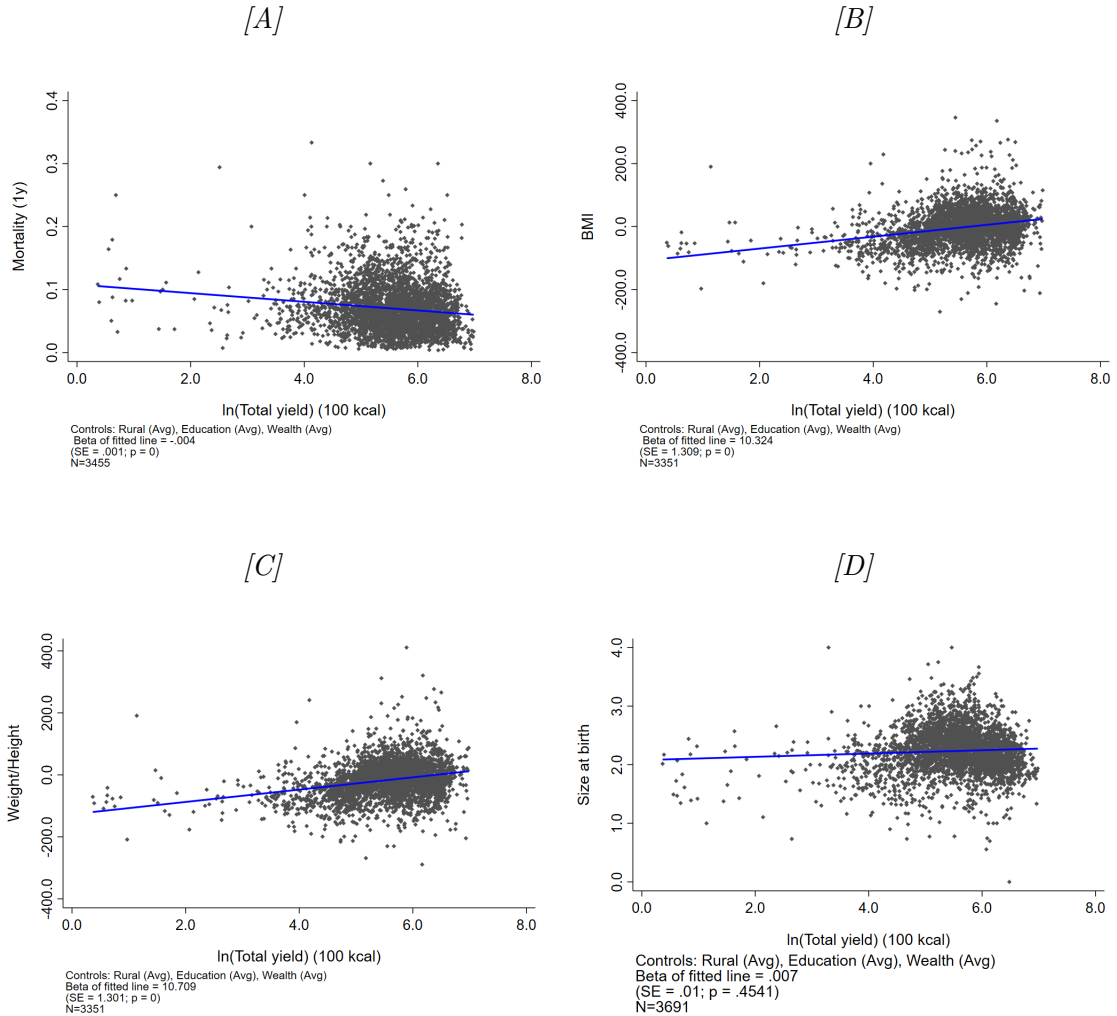 [A]
Mortality (1y)
0.4
0.3
0.2
0.1
0.0
0.0 2.0 4.0 6.0 8.0
ln(Total yield) (100 kcal)
Controls: Rural (Avg), Education (Avg), Wealth (Avg)
Beta of fitted line = -.004
(SE = .001; p = 0)
N=3455
[B]
BMI
400.0
200.0
0.0
-200.0
-400.0
0.0 2.0 4.0 6.0 8.0
ln(Total yield) (100 kcal)
Controls: Rural (Avg), Education (Avg), Wealth (Avg)
Beta of fitted line = 10.324
(SE = 1.309; p = 0)
N=3351
[C]
Weight/Height
400.0
200.0
0.0
-200.0
-400.0
0.0 2.0 4.0 6.0 8.0
ln(Total yield) (100 kcal)
Controls: Rural (Avg), Education (Avg), Wealth (Avg)
Beta of fitted line = 10.709
(SE = 1.301; p = 0)
N=3351
[D]
Size at birth
4.0
3.0
2.0
1.0
0.0
0.0 2.0 4.0 6.0 8.0
ln(Total yield) (100 kcal)
Controls: Rural (Avg), Education (Avg), Wealth (Avg)
Beta of fitted line = .007
(SE = .01; p = .4541)
N=3691